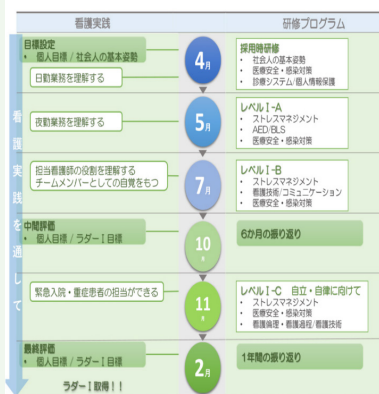 看護実践
研修プログラム
看護実践を通して
目標設定
• 個人目標 / 社会人の基本姿勢
日勤業務を理解する
4月
採用時研修
• 社会人の基本姿勢
• 医療安全・感染対策
• 診療システム/個人情報保護
夜勤業務を理解する
5月
レベルⅠ-A
• ストレスマネジメント
• AED/BLS
• 医療安全・感染対策
担当看護師の役割を理解する
チームメンバーとしての自覚をもつ
7月
レベルⅠ-B
• ストレスマネジメント
• 看護技術/コミュニケーション
• 医療安全・感染対策
中間評価
• 個人目標 / ラダーⅠ目標
10月
6か月の振り返り
緊急入院・重症患者の担当ができる
11月
レベルⅠ-C 自立・自律に向けて
• ストレスマネジメント
• 医療安全・感染対策
• 看護倫理・看護過程/看護技術
最終評価
• 個人目標 / ラダーⅠ目標
2月
1年間の振り返り
ラダーⅠ取得！！